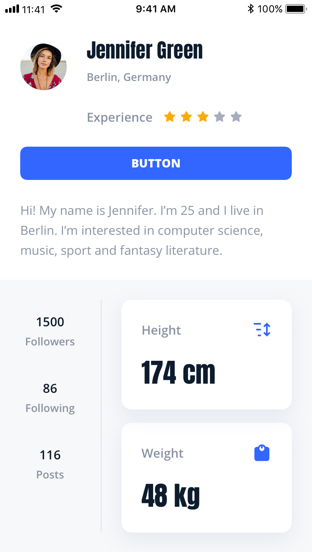 11:41 9:41 AM 100%
Jennifer Green
Berlin, Germany
Experience
BUTTON
Hi! My name is Jennifer. I'm 25 and I live in
Berlin. I'm interested in computer science,
music, sport and fantasy literature.
1500
Followers
86
Following
116
Posts
Height
174 cm
Weight
48 kg